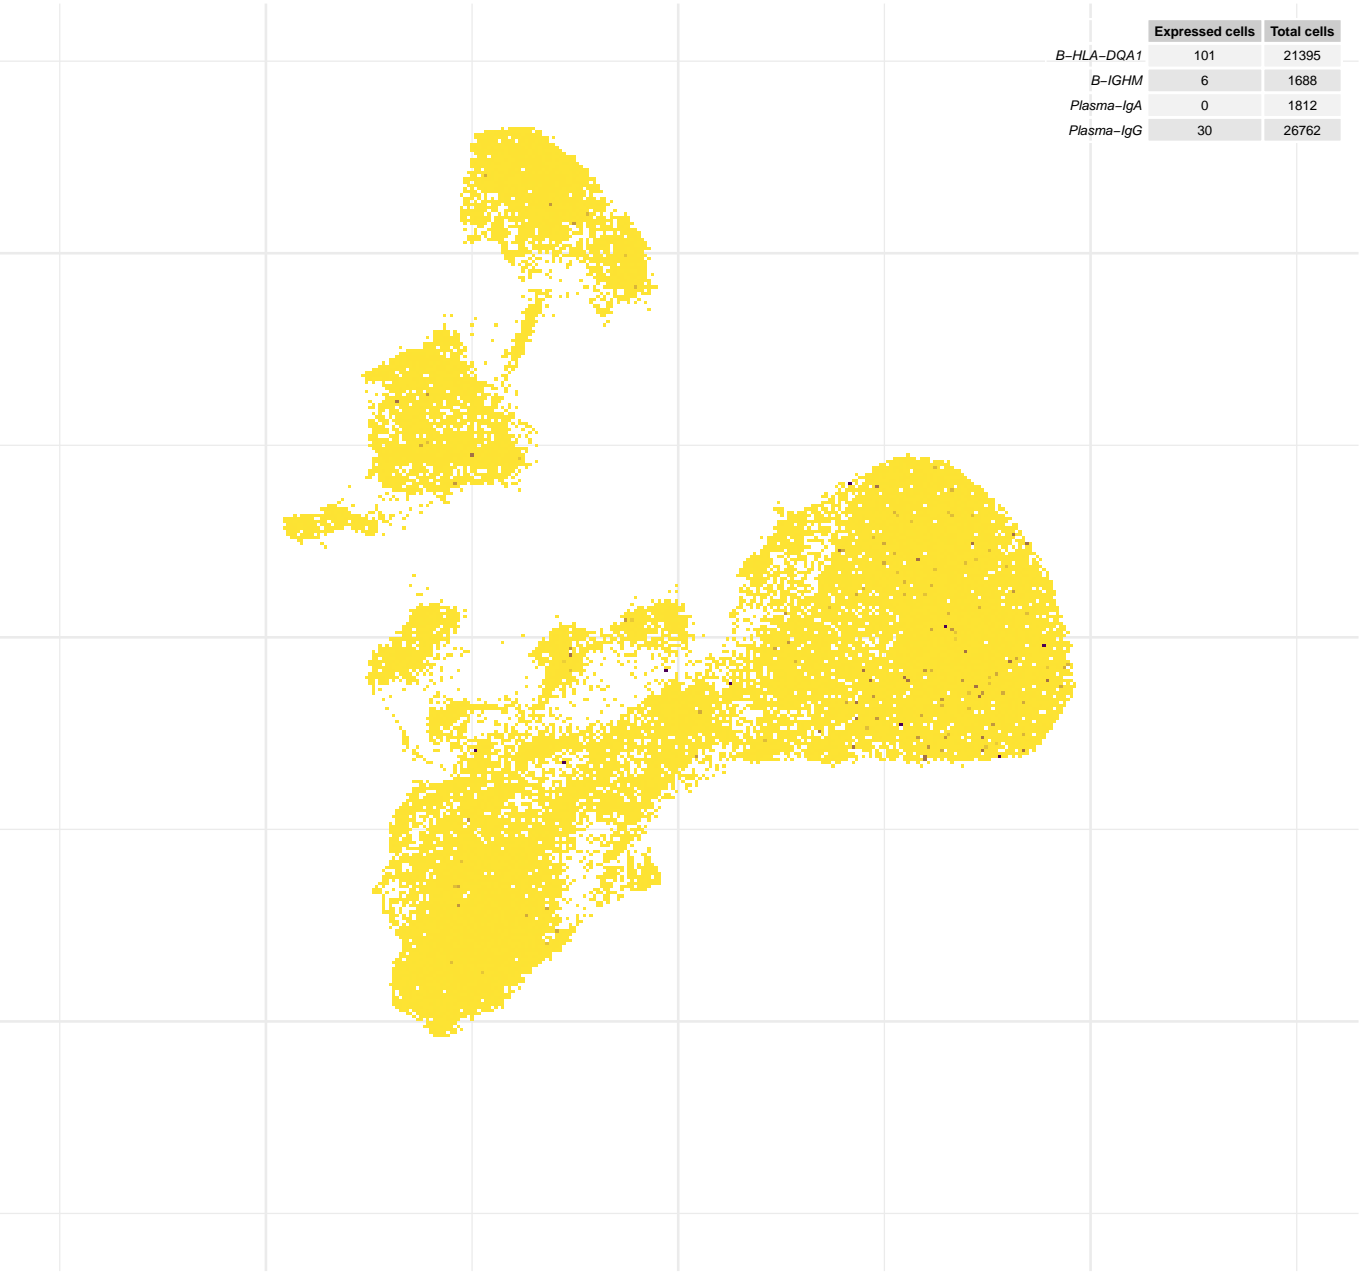 Expressed cells Total cells
B−HLA−DQA1 101 21395
B−IGHM 6 1688
Plasma−IgA 0 1812
Plasma−IgG 30 26762